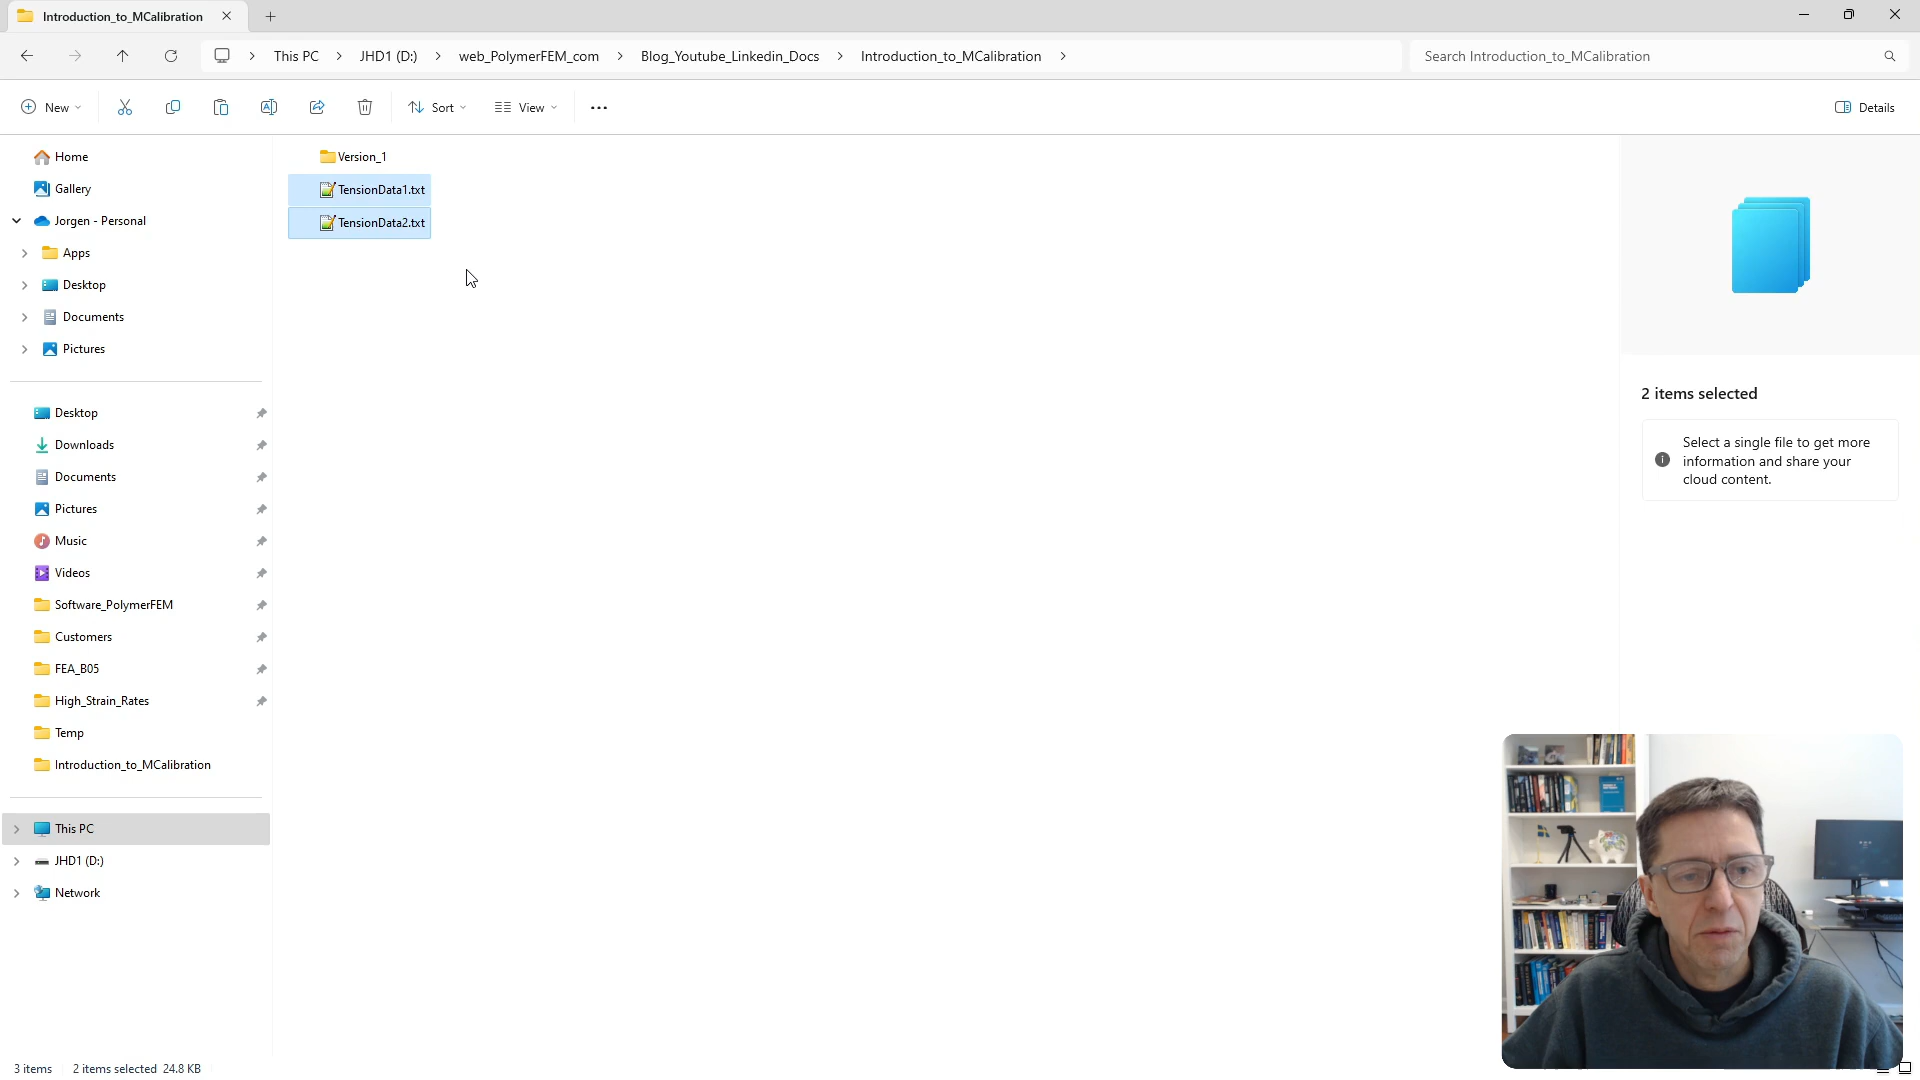 Introduction_to_MCalibration
This PC > JHD1 (D:) > web_PolymerFEM_com > Blog_Youtube_Linkedin_Docs > Introduction_to_MCalibration >
Search Introduction_to_MCalibration
New
Sort
View
Details
Home
Gallery
Jorgen - Personal
Apps
Desktop
Documents
Pictures
Desktop
Downloads
Documents
Pictures
Music
Videos
Software_PolymerFEM
Customers
FEA_B05
High_Strain_Rates
Temp
Introduction_to_MCalibration
This PC
JHD1 (D:)
Network
Version_1
TensionData1.txt
TensionData2.txt
2 items selected
Select a single file to get more
information and share your
cloud content.
3 items
2 items selected 24.8 KB